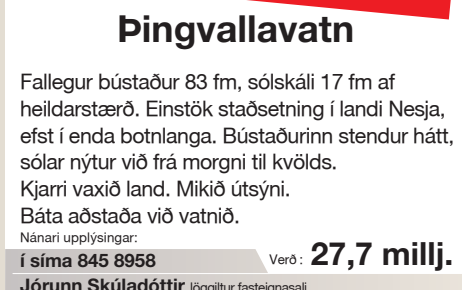 Þingvallavatn
Fallegur bústaður 83 fm, sólskáli 17 fm af
heildarstærð. Einstök staðsetning í landi Nesja,
efst í enda botnlanga. Bústaðurinn stendur hátt,
sólar nýtur við frá morgni til kvölds.
Kjarri vaxið land. Mikið útsýni.
Báta aðstaða við vatnið.
Nánari upplýsingar:
í síma 845 8958
Verð : 27,7 millj.
Jórunn Skúladóttir löggiltur fasteignasali